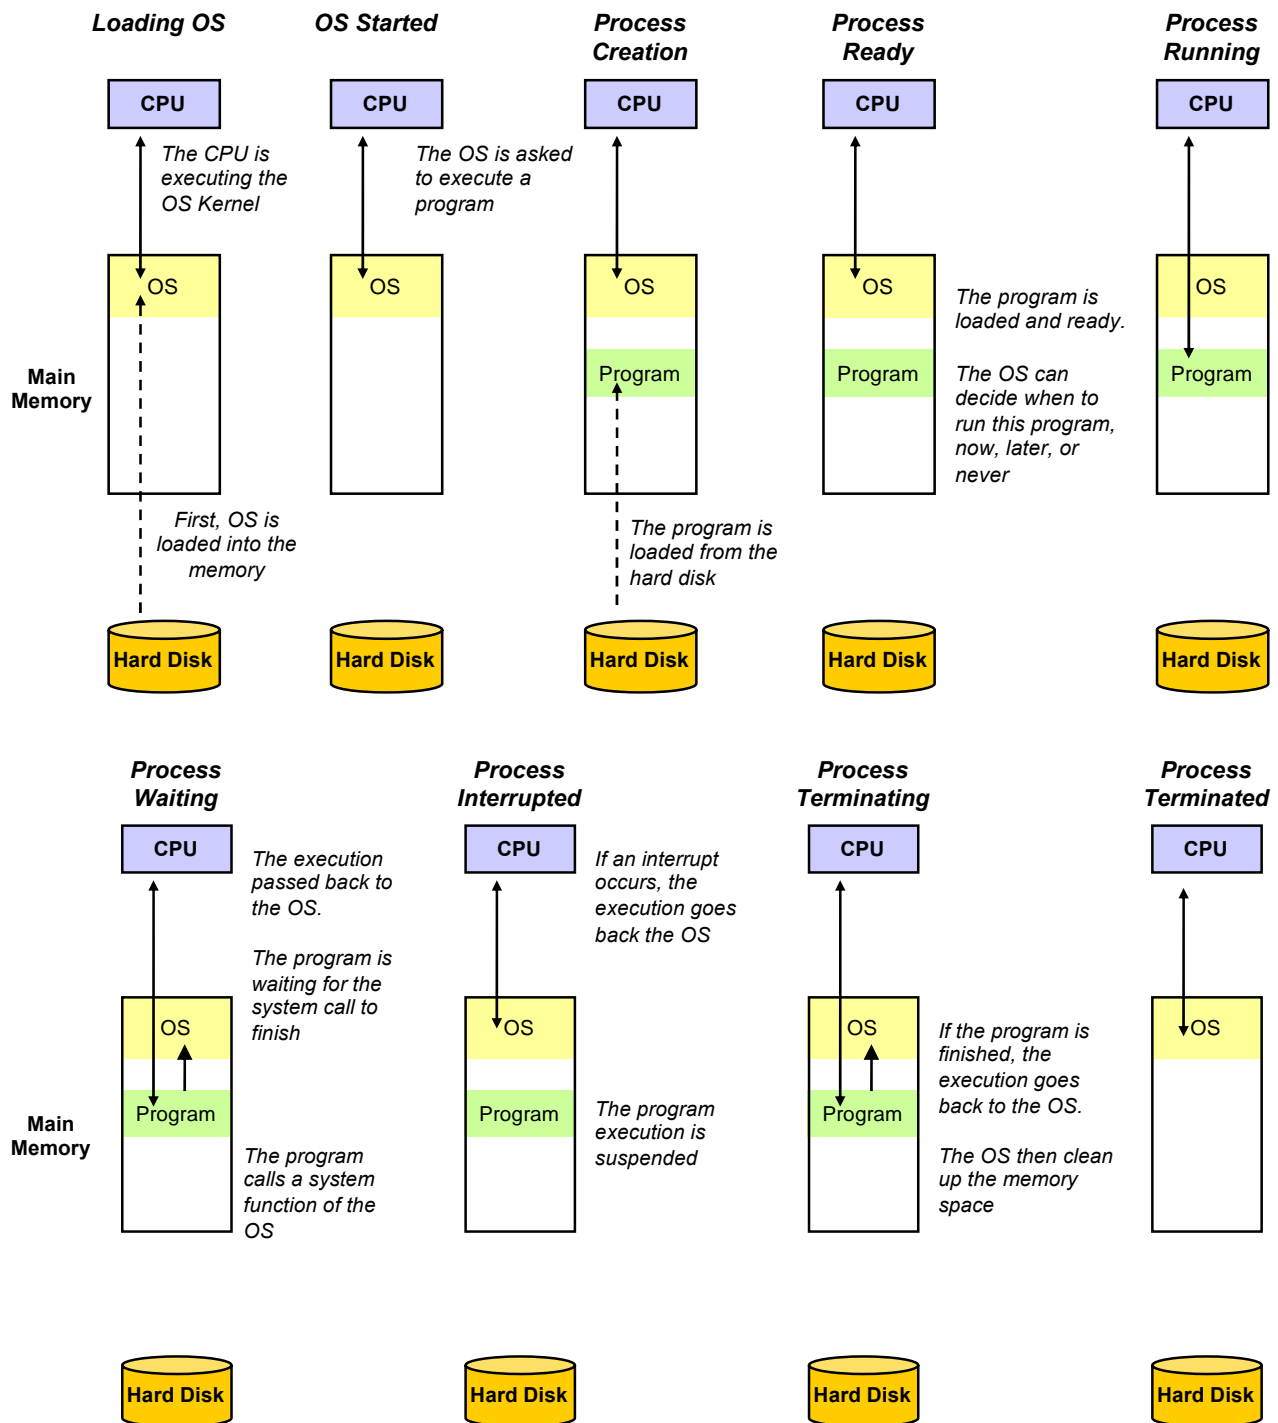 Loading OS
OS Started
Process
Creation
Process
Ready
Process
Running
CPU
CPU
CPU
CPU
CPU
The CPU is
executing the
OS Kernel
The OS is asked
to execute a
program
OS
OS
OS
OS
OS
The program is
loaded and ready.
Main
Memory
Program
Program
Program
The OS can
decide when to
run this program,
now, later, or
never
First, OS is
loaded into the
memory
The program is
loaded from the
hard disk
Hard Disk
Hard Disk
Hard Disk
Hard Disk
Hard Disk
Process
Waiting
Process
Interrupted
Process
Terminating
Process
Terminated
CPU
CPU
CPU
CPU
The execution
passed back to
the OS.
If an interrupt
occurs, the
execution goes
back the OS
The program is
waiting for the
system call to
finish
OS
OS
OS
OS
If the program is
finished, the
execution goes
back to the OS.
Main
Memory
Program
Program
Program
The program
execution is
suspended
The program
calls a system
function of the
OS
The OS then clean
up the memory
space
Hard Disk
Hard Disk
Hard Disk
Hard Disk